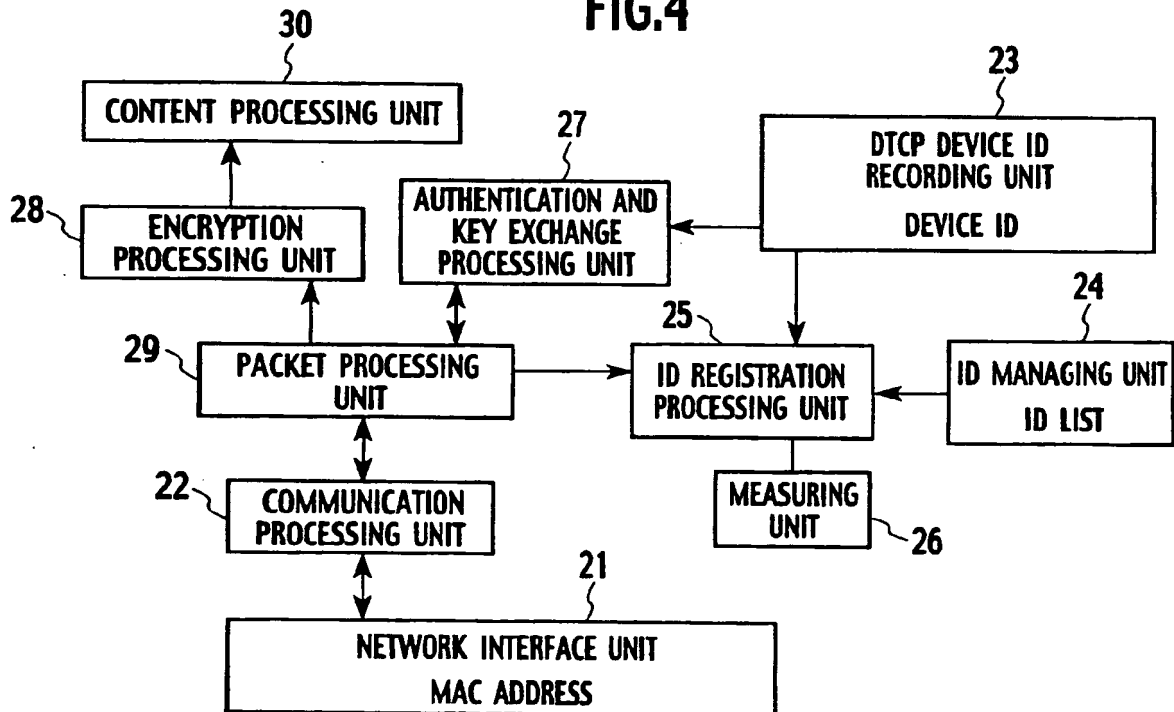 FIG.4
30
CONTENT PROCESSING UNIT
23
DTCP DEVICE ID
RECORDING UNIT
DEVICE ID
27
AUTHENTICATION AND
KEY EXCHANGE
PROCESSING UNIT
28
ENCRYPTION
PROCESSING UNIT
24
ID MANAGING UNIT
ID LIST
25
ID REGISTRATION
PROCESSING UNIT
29
PACKET PROCESSING
UNIT
22
COMMUNICATION
PROCESSING UNIT
MEASURING
UNIT
26
21
NETWORK INTERFACE UNIT
MAC ADDRESS